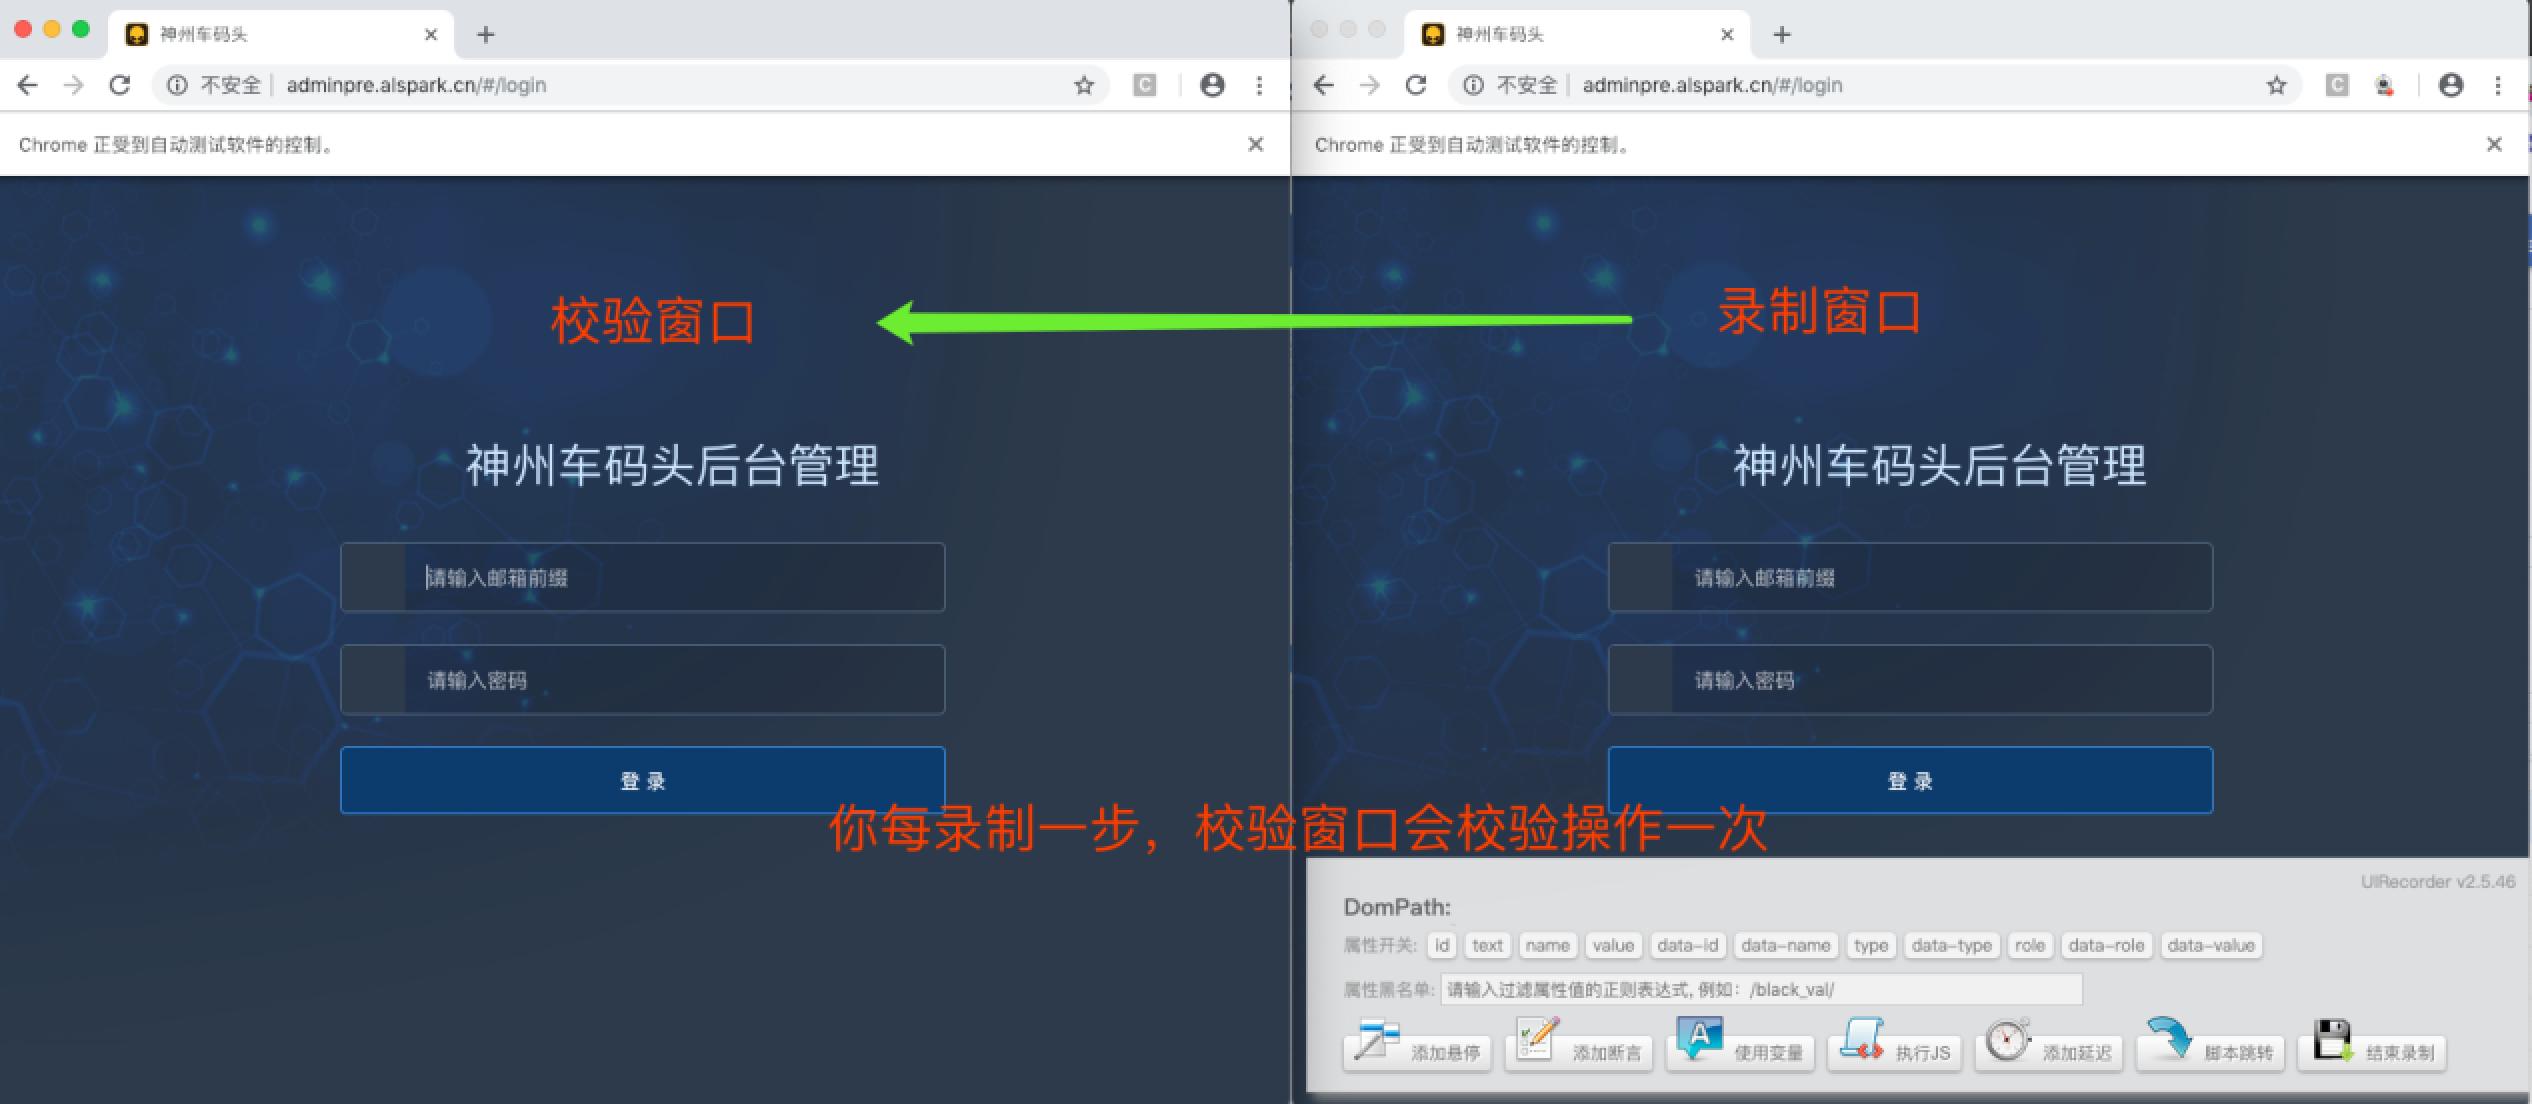 神州车码头
不安全 adminpre.alspark.cn/#/login
Chrome 正受到自动测试软件的控制。
校验窗口
神州车码头后台管理
请输入邮箱前缀
请输入密码
登 录
神州车码头
不安全 adminpre.alspark.cn/#/login
Chrome 正受到自动测试软件的控制。
录制窗口
神州车码头后台管理
请输入邮箱前缀
请输入密码
登 录
你每录制一步，校验窗口会校验操作一次
UIRecorder v2.5.46
DomPath:
属性开关: id text name value data-id data-name type data-type role data-role data-value
属性黑名单: 请输入过滤属性值的正则表达式, 例如：/black_val/
添加悬停 添加断言 使用变量 执行JS 添加延迟 脚本跳转 结束录制